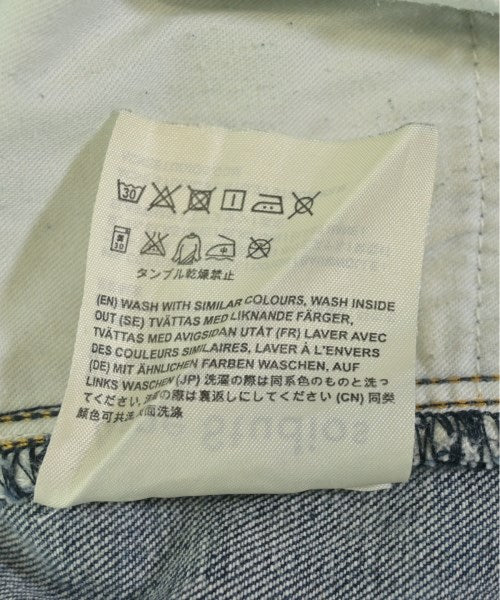 30
30
タンブル乾燥禁止
(EN) WASH WITH SIMILAR COLOURS, WASH INSIDE
OUT (SE) TVÄTTAS MED LIKNANDE FÄRGER,
TVÄTTAS MED AVIGSIDAN UTÅT (FR) LAVER AVEC
DES COULEURS SIMILAIRES, LAVER À L'ENVERS
(DE) MIT ÄHNLICHEN FARBEN WASCHEN, AUF
LINKS WASCHEN (JP) 洗濯の際は同系色のものと洗っ
てください。洗濯の際は裏返しにしてください (CN) 同类
颜色可共洗 同洗涤
studios